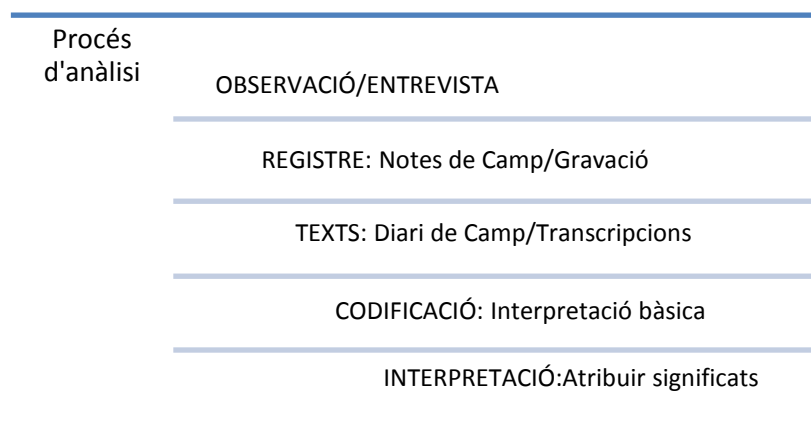 Procés
d'anàlisi
OBSERVACIÓ/ENTREVISTA
REGISTRE: Notes de Camp/Gravació
TEXTS: Diari de Camp/Transcripcions
CODIFICACIÓ: Interpretació bàsica
INTERPRETACIÓ:Atribuir significats